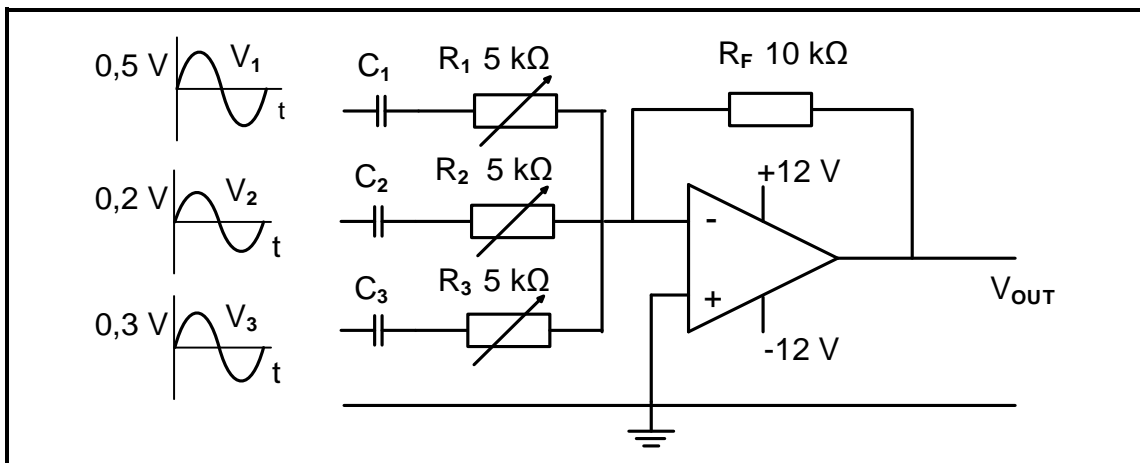 R₁ 5 kΩ
R_F 10 kΩ
0,5 V
V₁
C₁
t
R₂ 5 kΩ
+12 V
0,2 V
V₂
C₂
-
t
R₃ 5 kΩ
C₃
+
V_OUT
0,3 V
V₃
-12 V
t